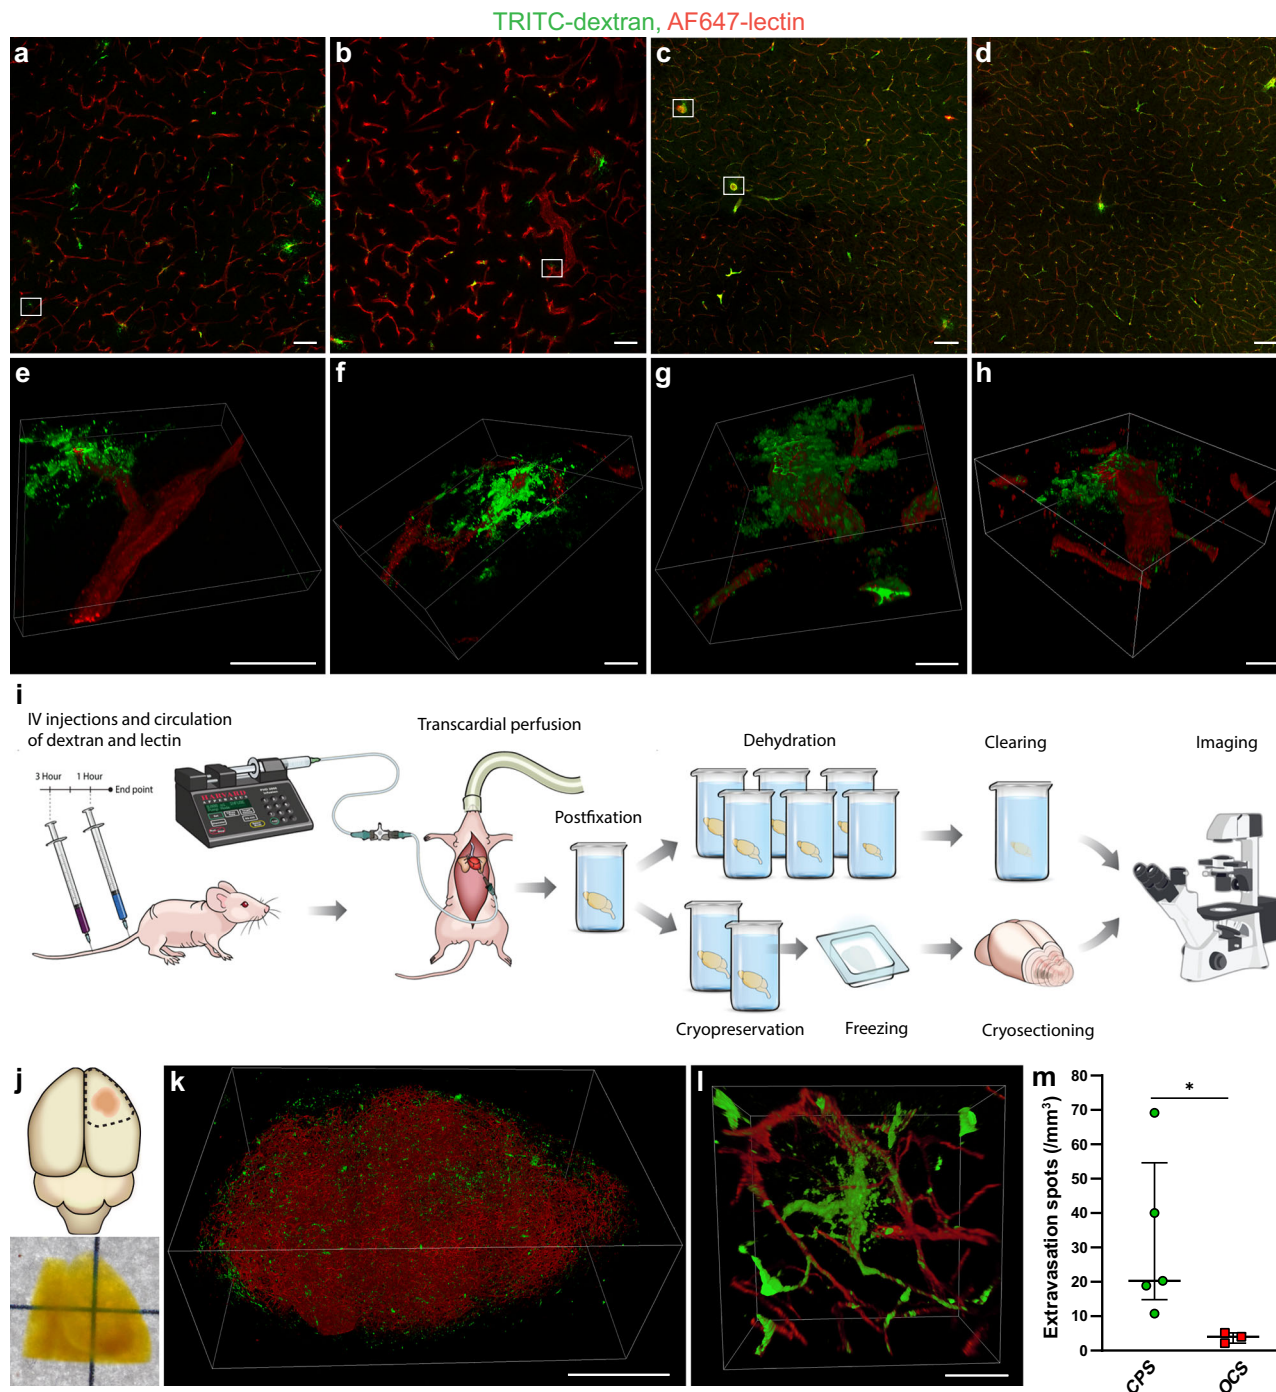 TRITC-dextran, AF647-lectin
a
b
c
d
e
f
g
h
i
IV injections and circulation
of dextran and lectin
3 Hour
1 Hour
End point
HARVARD
APPARATUS
Transcardial perfusion
Postfixation
Dehydration
Clearing
Imaging
Cryopreservation
Freezing
Cryosectioning
j
k
l
m
Extravasation spots (/mm³)
80
70
60
50
40
30
20
10
0
*
CPS
OCS